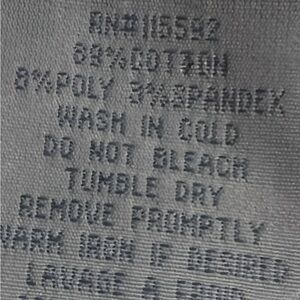 RN#115592
89%COTTON
8%POLY 3%SPANDEX
WASH IN COLD
DO NOT BLEACH
TUMBLE DRY
REMOVE PROMPTLY
WARM IRON IF DESIRED
LAVAGE A FROID